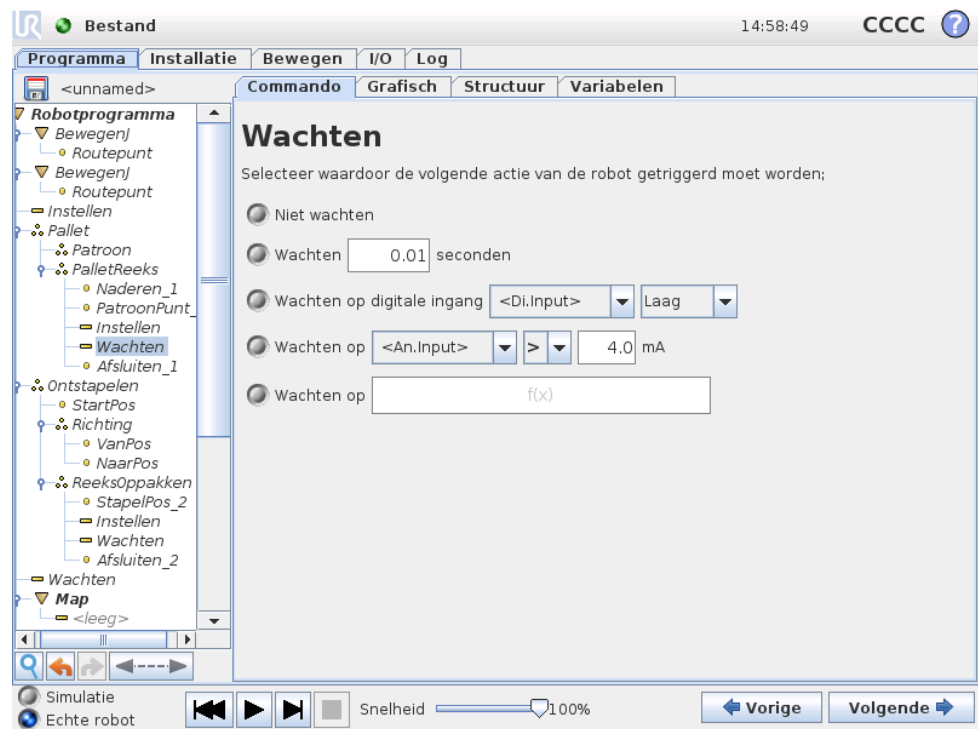 UR Bestand 14:58:49 CCCC ?
Programma Installatie Bewegen I/O Log
<unnamed>
Commando Grafisch Structuur Variabelen
Robotprogramma
BewegenJ
Routepunt
BewegenJ
Routepunt
Instellen
Pallet
Patroon
PalletReeks
Naderen_1
PatroonPunt_
Instellen
Wachten
Afsluiten_1
Ontstapelen
StartPos
Richting
VanPos
NaarPos
ReeksOppakken
StapelPos_2
Instellen
Wachten
Afsluiten_2
Wachten
Map
<leeg>
Wachten
Selecteer waardoor de volgende actie van de robot getriggerd moet worden;
Niet wachten
Wachten 0.01 seconden
Wachten op digitale ingang <Di.Input> Laag
Wachten op <An.Input> > 4.0 mA
Wachten op f(x)
Simulatie
Echte robot
Snelheid 100%
Vorige Volgende